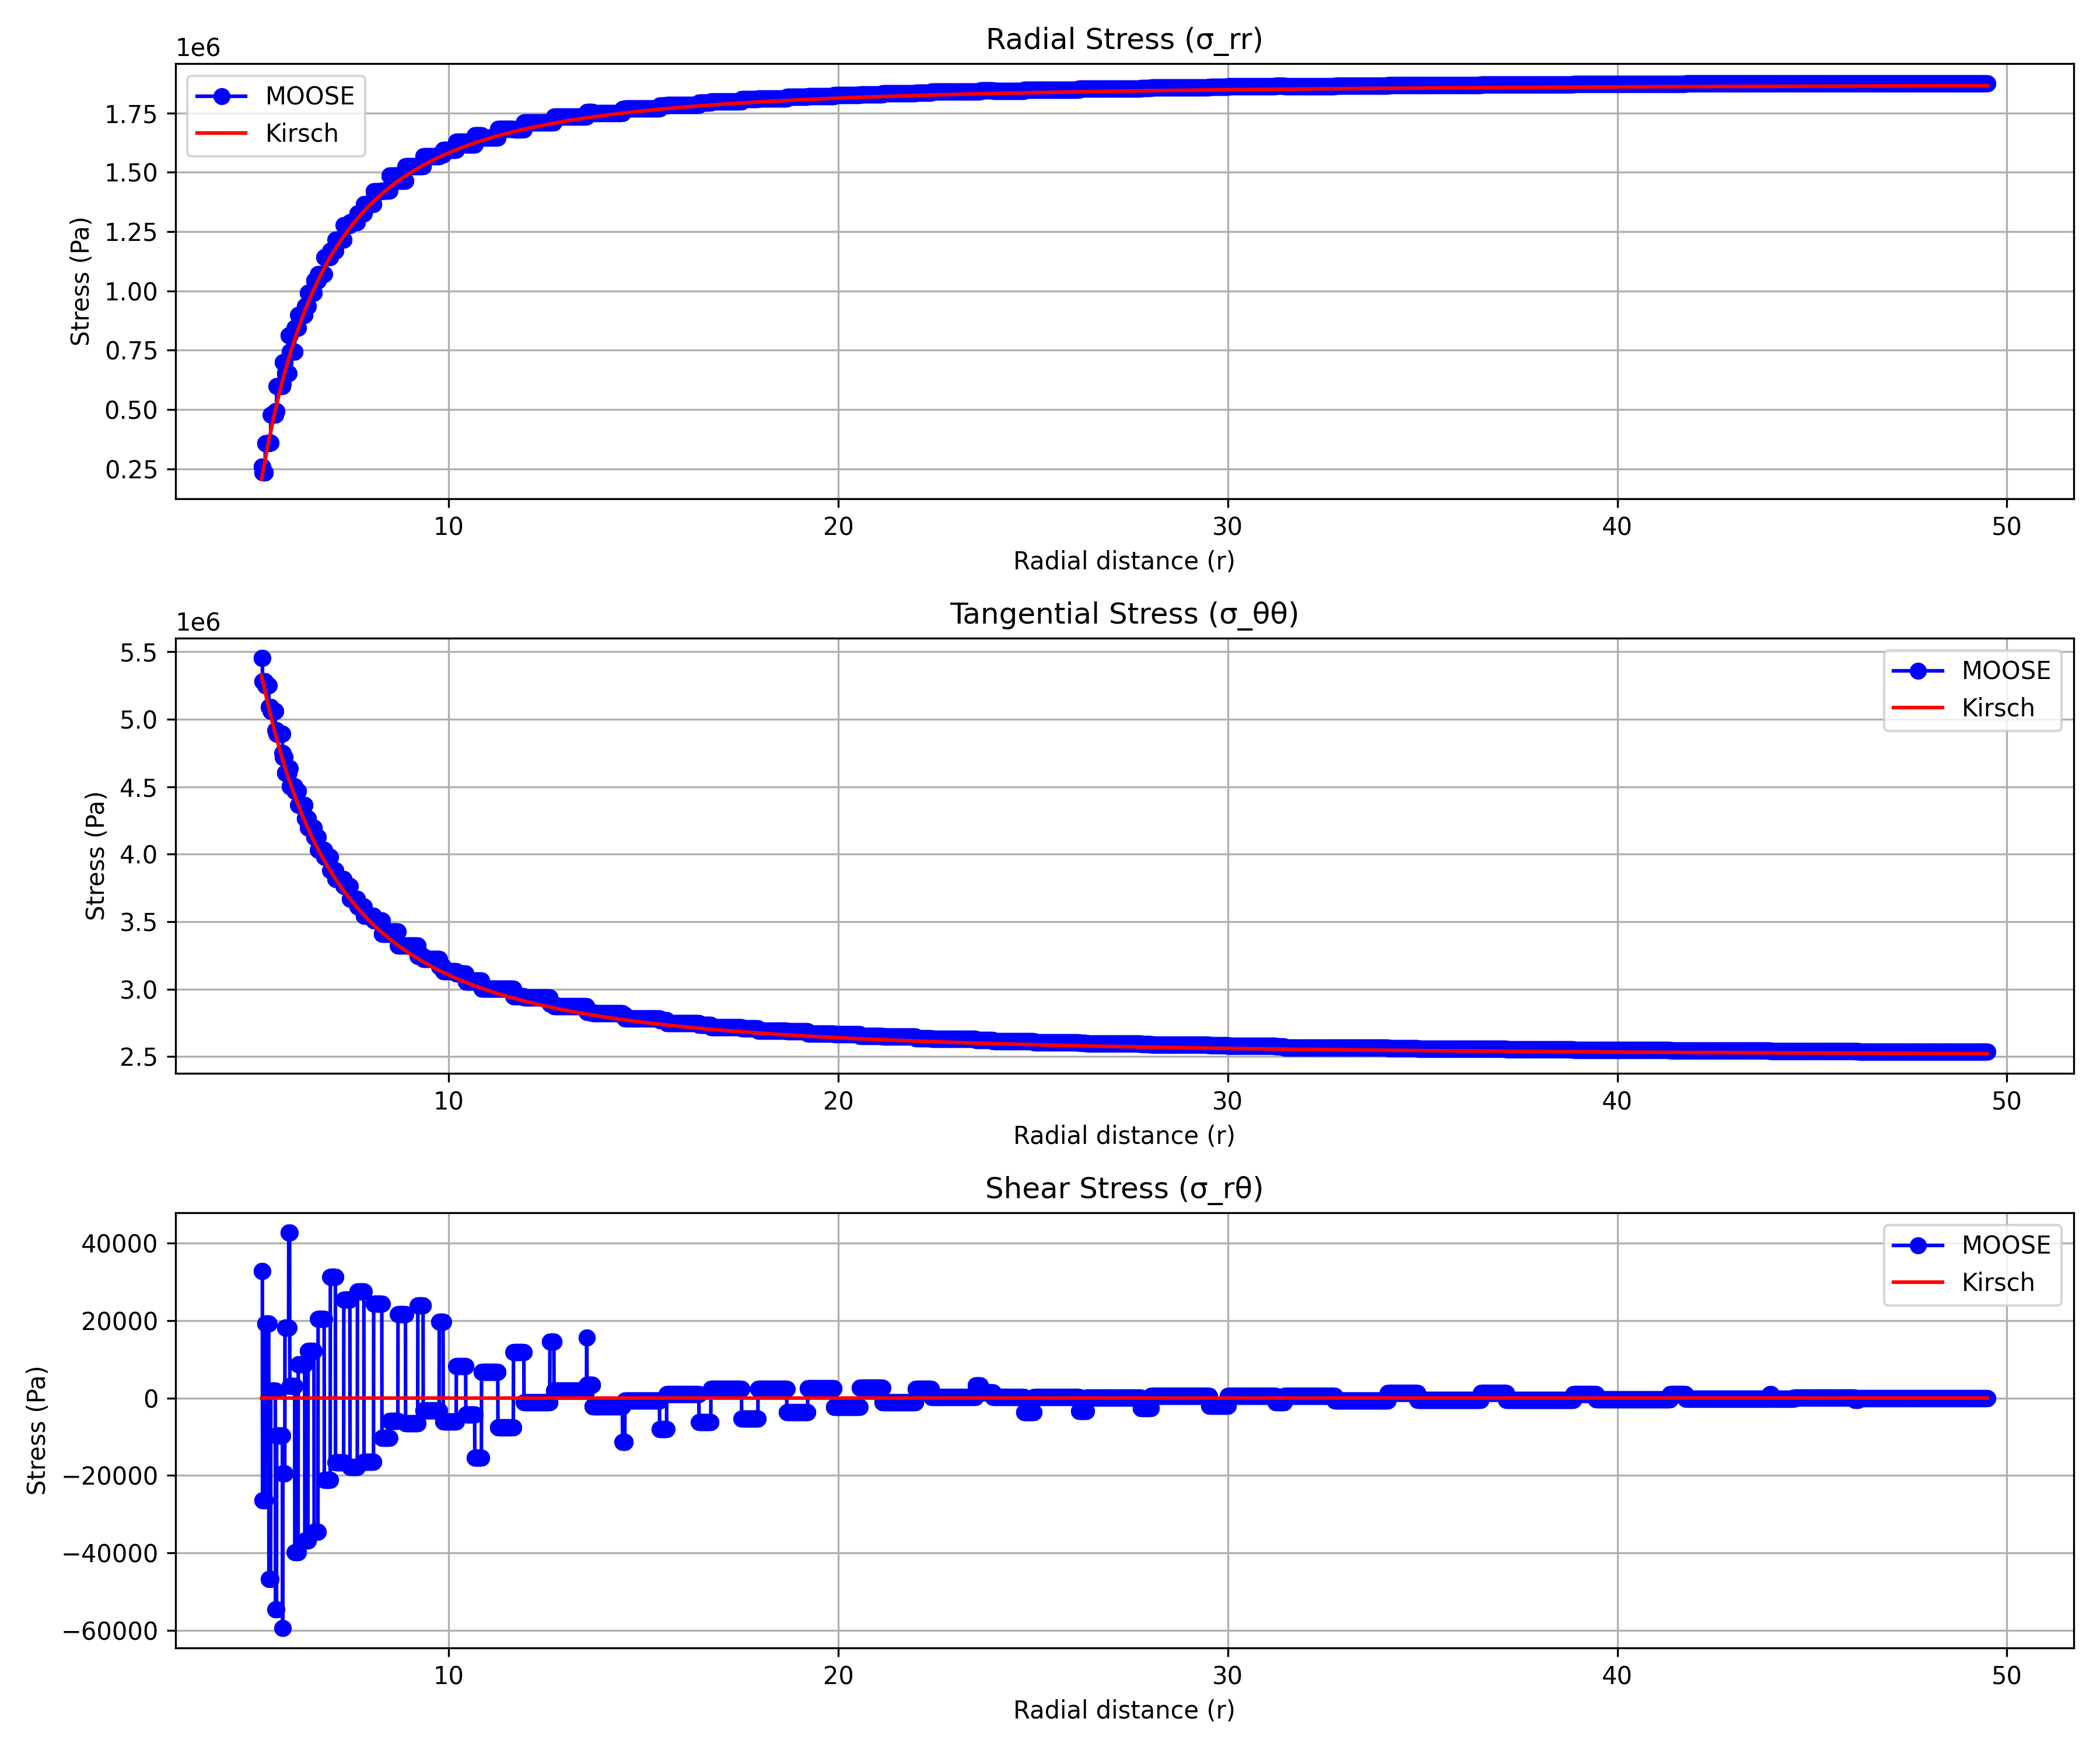 Radial Stress (σ_rr)
1e6
MOOSE
Kirsch
1.75
1.50
1.25
1.00
0.75
0.50
0.25
Stress (Pa)
10 20 30 40 50
Radial distance (r)
Tangential Stress (σ_θθ)
1e6
MOOSE
Kirsch
5.5
5.0
4.5
4.0
3.5
3.0
2.5
Stress (Pa)
10 20 30 40 50
Radial distance (r)
Shear Stress (σ_rθ)
MOOSE
Kirsch
40000
20000
0
−20000
−40000
−60000
Stress (Pa)
10 20 30 40 50
Radial distance (r)